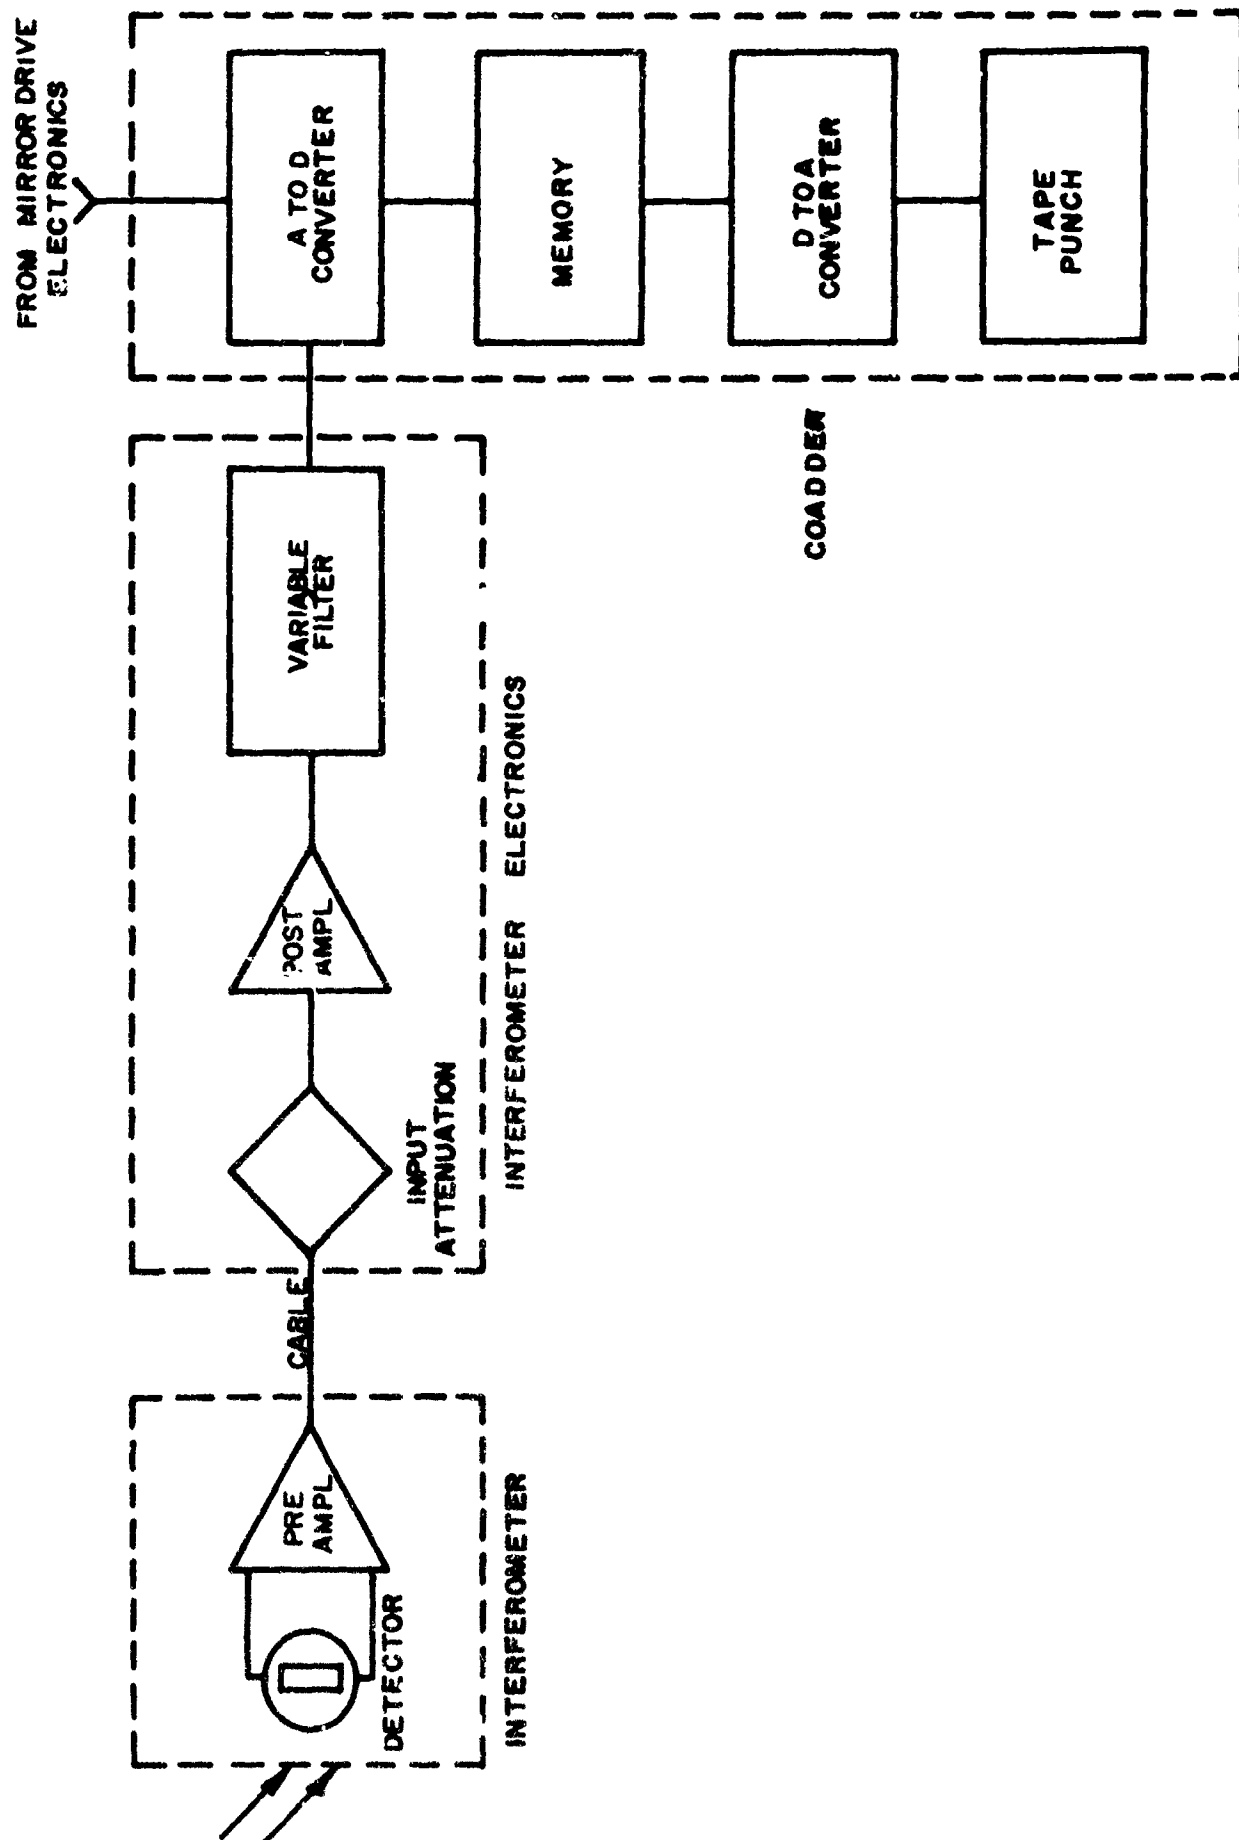 FROM MIRROR DRIVE
ELECTRONICS
A TO D
CONVERTER
MEMORY
D TO A
CONVERTER
TAPE
PUNCH
COADDER
VARIABLE
FILTER
POST
AMPL
INPUT
ATTENUATION
INTERFEROMETER ELECTRONICS
CABLE
PRE
AMPL
DETECTOR
INTERFEROMETER